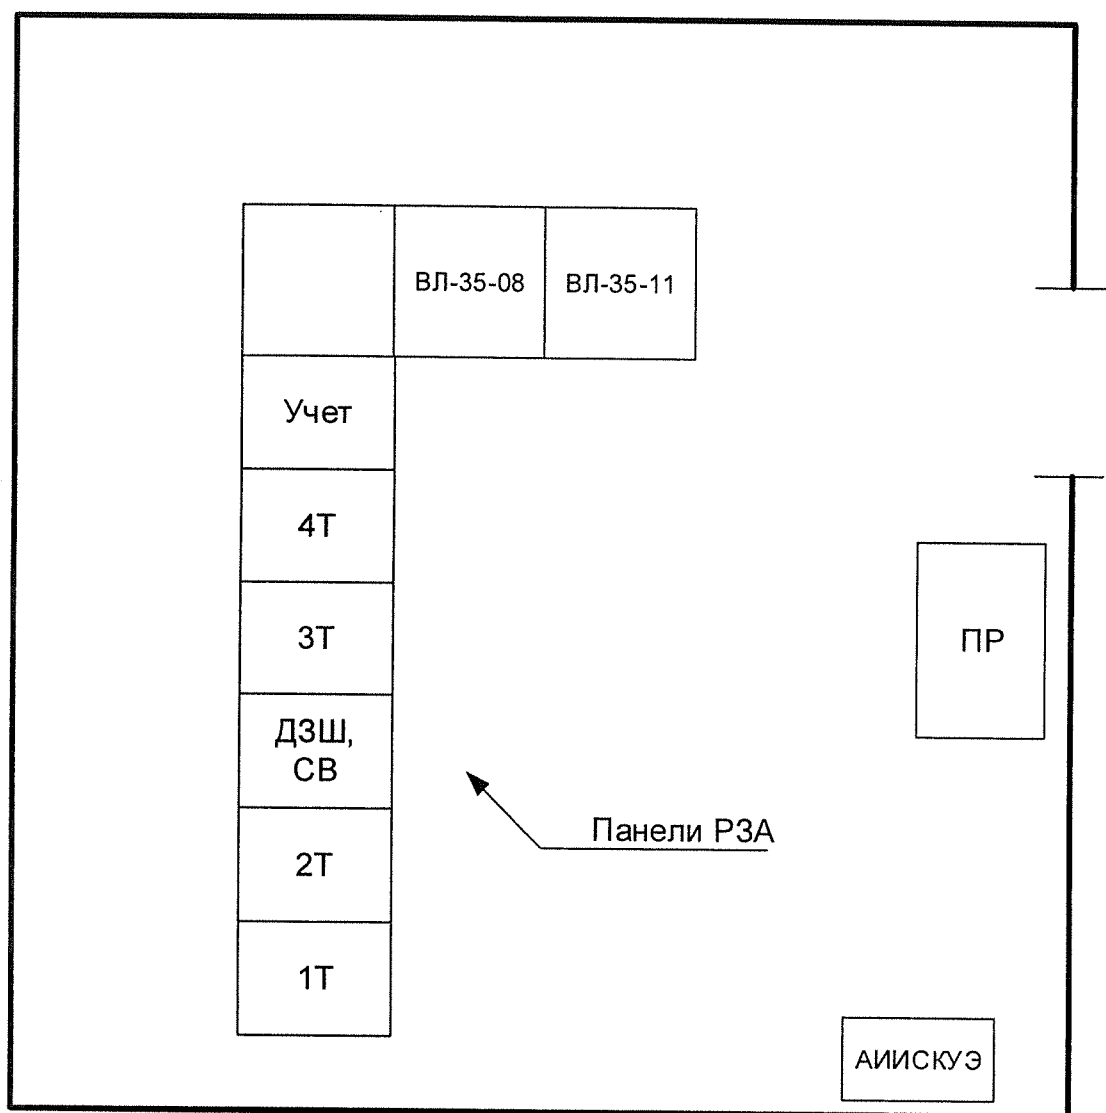 ВЛ-35-08
ВЛ-35-11
Учет
4Т
3Т
ДЗШ,
СВ
2Т
1Т
ПР
Панели РЗА
АИИСКУЭ